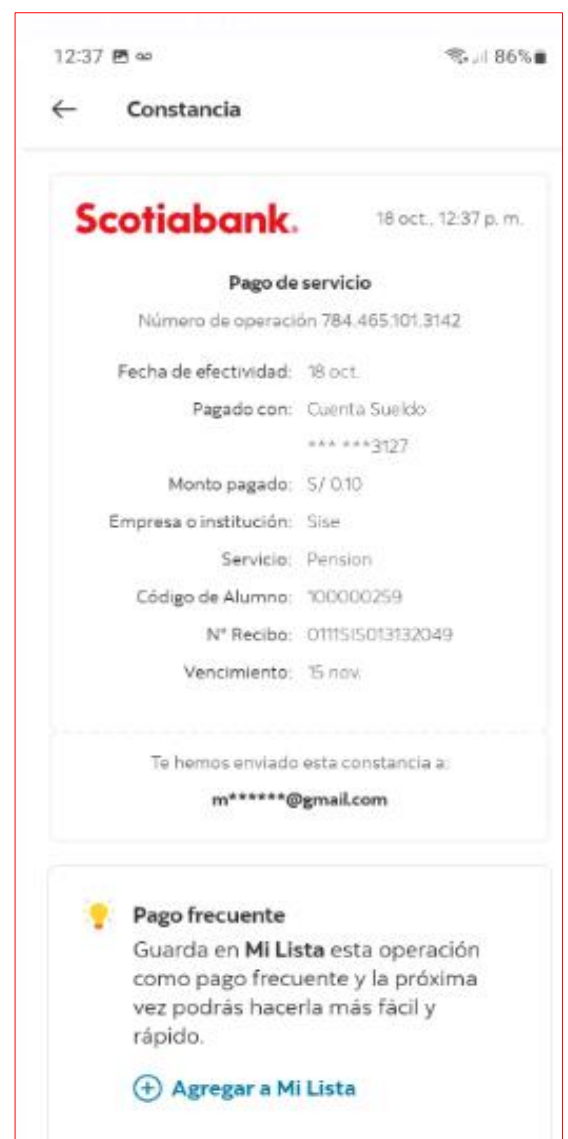 12:37 86%
Constancia
Scotiabank. 18 oct., 12:37 p. m.
Pago de servicio
Número de operación 784.465.101.3142
Fecha de efectividad: 18 oct.
Pagado con: Cuenta Sueldo
*** ***3127
Monto pagado: S/ 0.10
Empresa o institución: Sise
Servicio: Pension
Código de Alumno: 100000259
N° Recibo: 0111SIS013132049
Vencimiento: 15 nov.
Te hemos enviado esta constancia a:
m******@gmail.com
Pago frecuente
Guarda en Mi Lista esta operación
como pago frecuente y la próxima
vez podrás hacerla más fácil y
rápido.
Agregar a Mi Lista